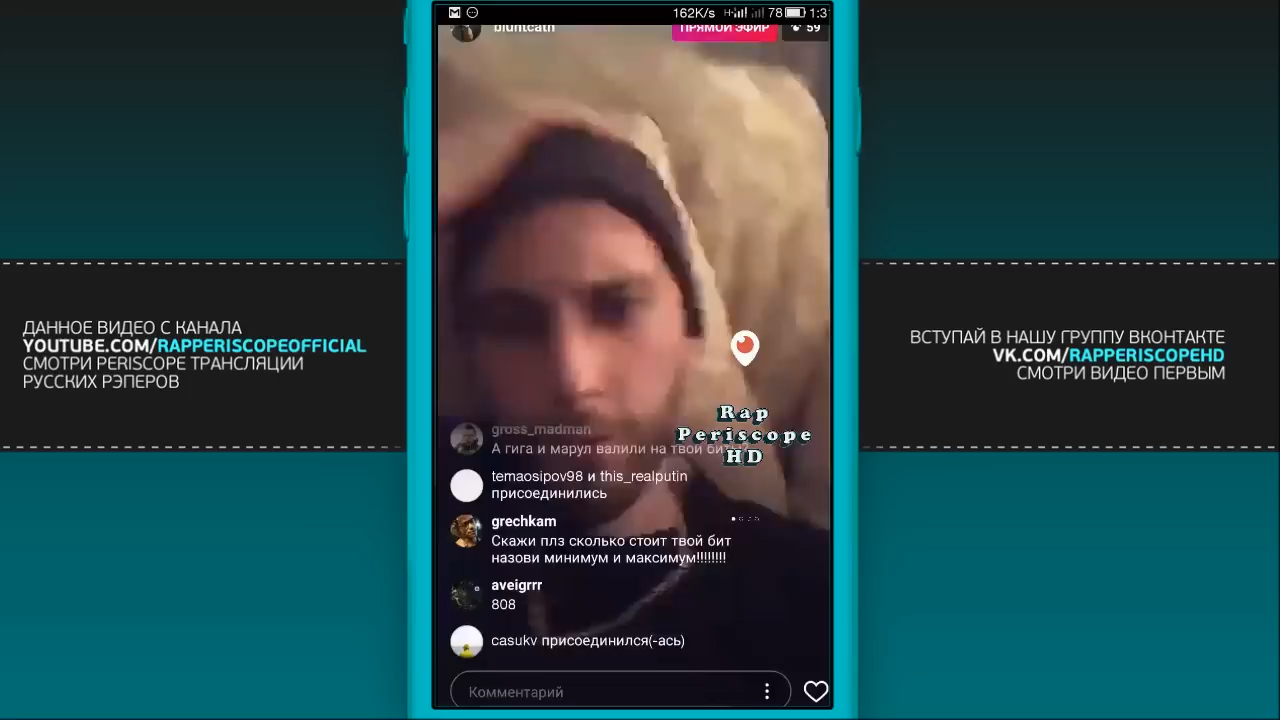 162K/s
H
78
1:3
bluntcath
ПРЯМОЙ ЭФИР
59
ДАННОЕ ВИДЕО С КАНАЛА
YOUTUBE.COM/RAPPERISCOPEOFFICIAL
СМОТРИ PERISCOPE ТРАНСЛЯЦИИ
РУССКИХ РЭПЕРОВ
ВСТУПАЙ В НАШУ ГРУППУ ВКОНТАКТЕ
VK.COM/RAPPERISCOPEHD
СМОТРИ ВИДЕО ПЕРВЫМ
Rap
Periscope
HD
gross_madman
А гига и марул валили на твой
temaosipov98 и this_realputin
присоединились
grechkam
Скажи плз сколько стоит твой бит
назови минимум и максимум!!!!!!!!
aveigrrr
808
casukv присоединился(-ась)
Комментарий